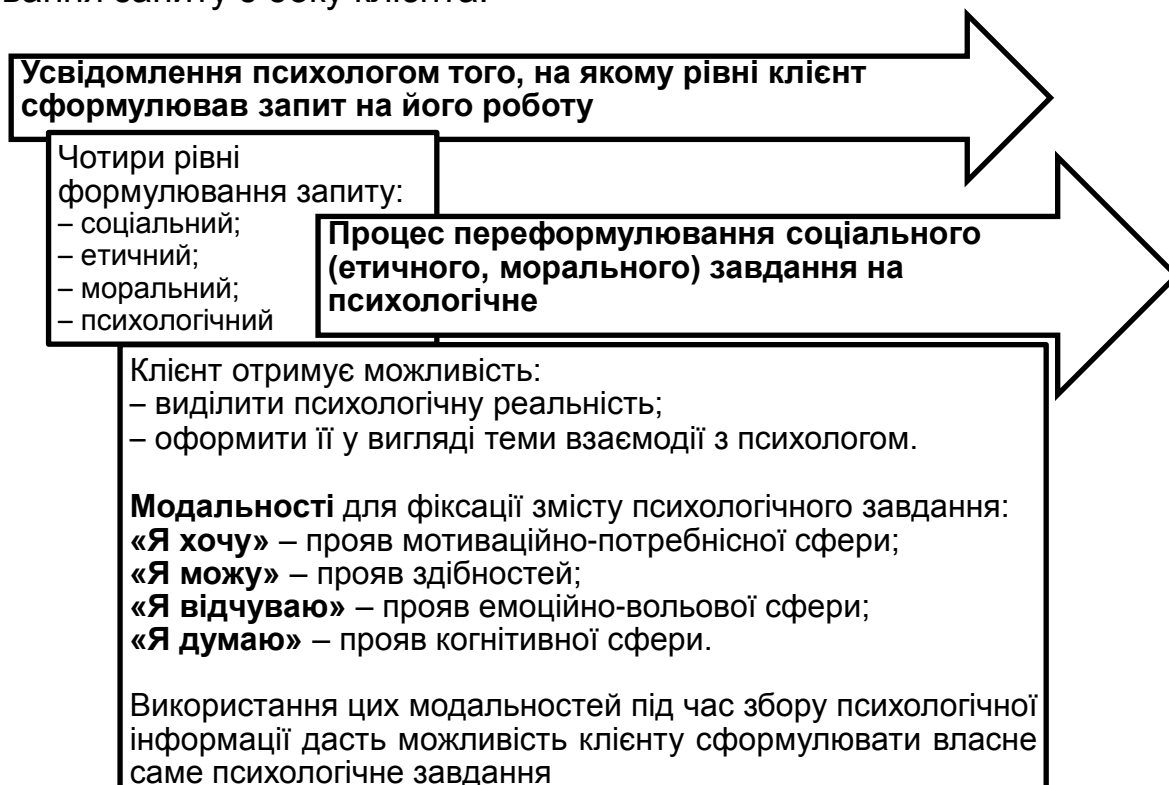 вання запиту з боку клієнта.
Усвідомлення психологом того, на якому рівні клієнт
сформулював запит на його роботу
Чотири рівні
формулювання запиту:
– соціальний;
– етичний;
– моральний;
– психологічний
Процес переформулювання соціального
(етичного, морального) завдання на
психологічне
Клієнт отримує можливість:
– виділити психологічну реальність;
– оформити її у вигляді теми взаємодії з психологом.
Модальності для фіксації змісту психологічного завдання:
«Я хочу» – прояв мотиваційно-потребнісної сфери;
«Я можу» – прояв здібностей;
«Я відчуваю» – прояв емоційно-вольової сфери;
«Я думаю» – прояв когнітивної сфери.
Використання цих модальностей під час збору психологічної
інформації дасть можливість клієнту сформулювати власне
саме психологічне завдання